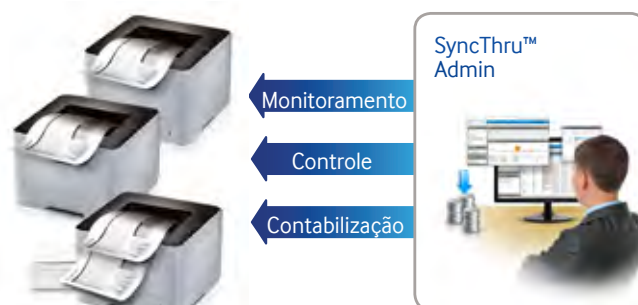 SyncThru™
Admin
Monitoramento
Controle
Contabilização